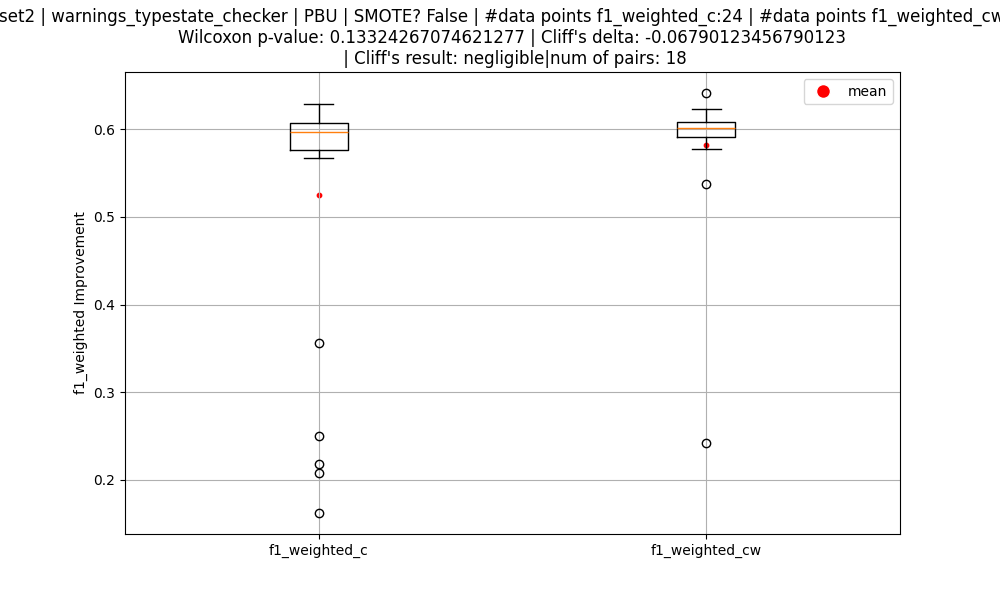 set2 | warnings_typestate_checker | PBU | SMOTE? False | #data points f1_weighted_c:24 | #data points f1_weighted_cw
Wilcoxon p-value: 0.13324267074621277 | Cliff's delta: -0.06790123456790123
| Cliff's result: negligible|num of pairs: 18
mean
0.6
0.5
0.4
0.3
0.2
f1_weighted Improvement
f1_weighted_c
f1_weighted_cw